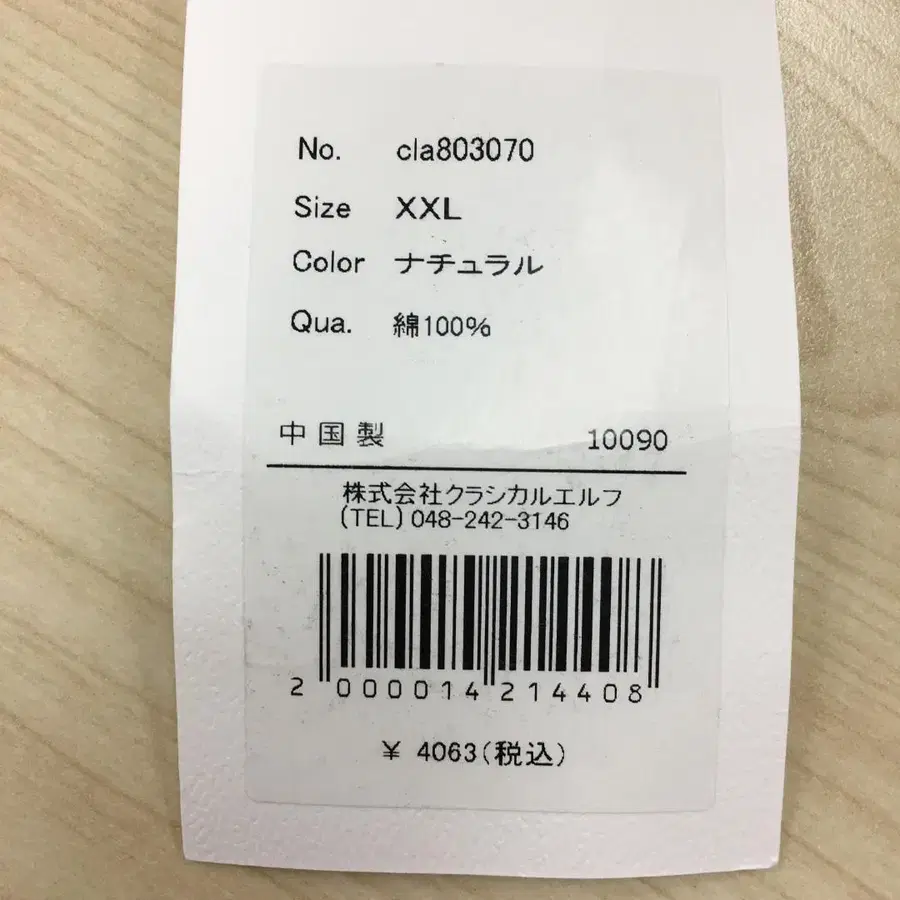 No. cla803070
Size XXL
Color ナチュラル
Qua. 綿100%
中国製 10090
株式会社クラシカルエルフ
(TEL) 048-242-3146
2 000014 214408
¥ 4063(税込)